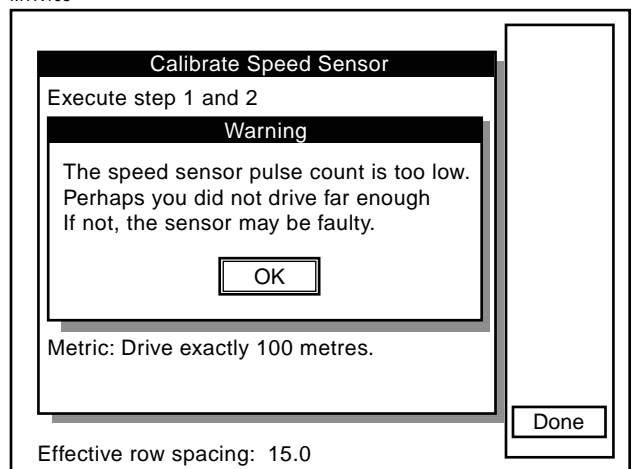 Calibrate Speed Sensor
Execute step 1 and 2
Warning
The speed sensor pulse count is too low.
Perhaps you did not drive far enough
If not, the sensor may be faulty.
OK
Metric: Drive exactly 100 metres.
Done
Effective row spacing: 15.0